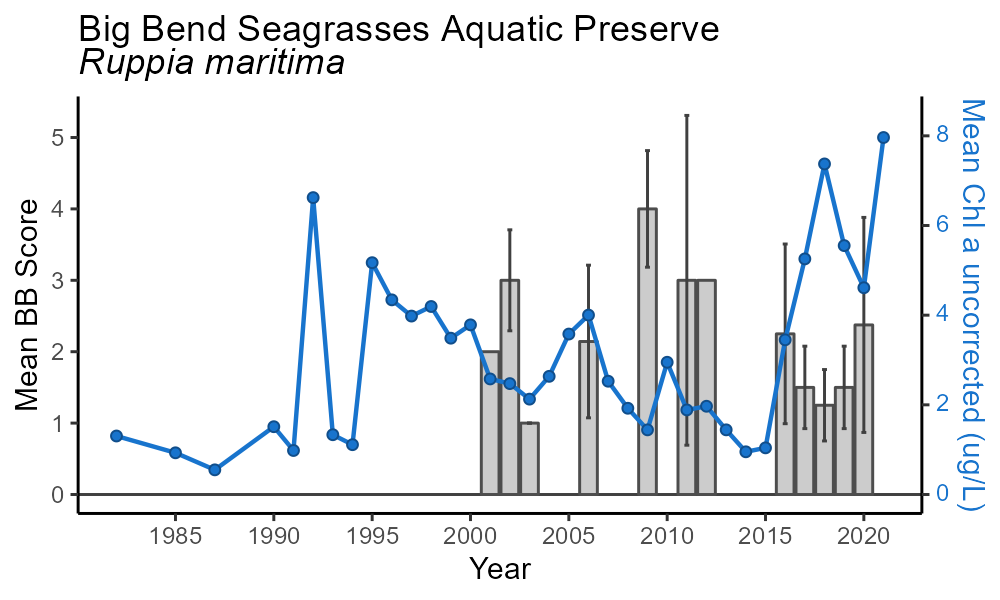 Big Bend Seagrasses Aquatic Preserve
Ruppia maritima
Mean BB Score
5
4
3
2
1
0
8
6
4
2
0
Mean Chl a uncorrected (ug/L)
1985 1990 1995 2000 2005 2010 2015 2020
Year